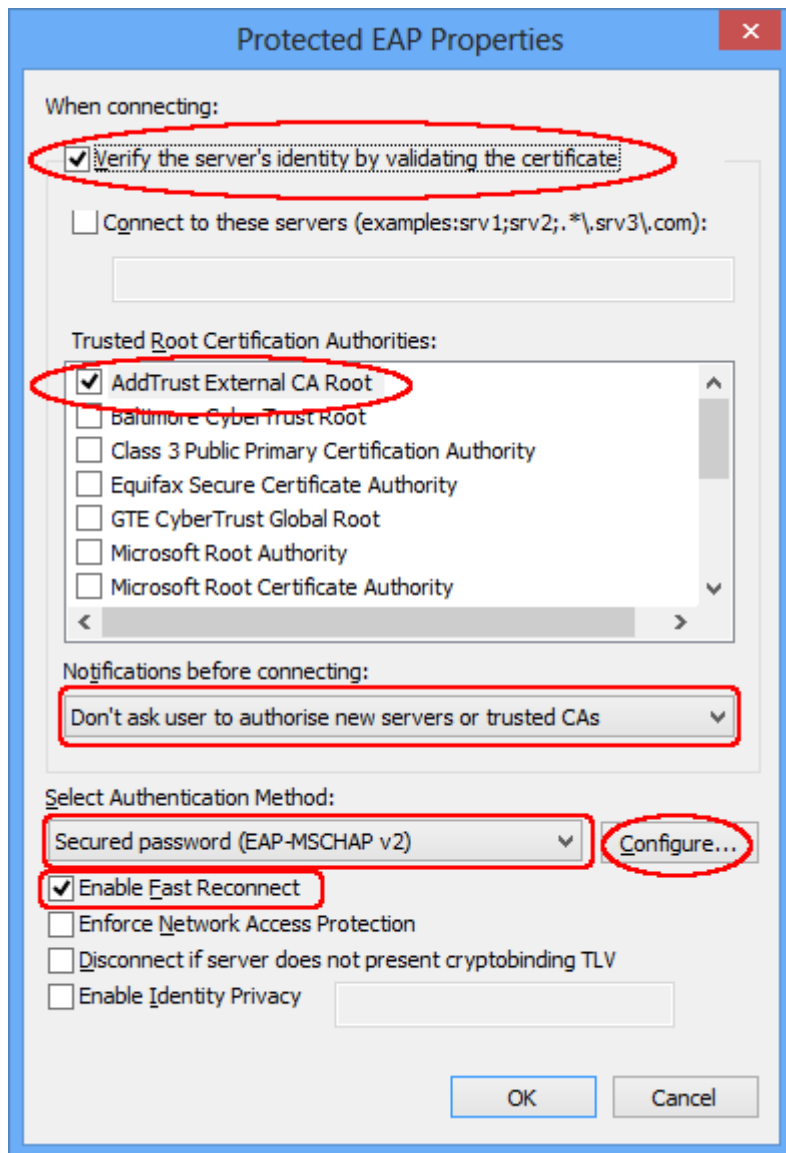 Protected EAP Properties
When connecting:
Verify the server's identity by validating the certificate
Connect to these servers (examples:srv1;srv2;.*\.srv3\.com):
Trusted Root Certification Authorities:
AddTrust External CA Root
Baltimore CyberTrust Root
Class 3 Public Primary Certification Authority
Equifax Secure Certificate Authority
GTE CyberTrust Global Root
Microsoft Root Authority
Microsoft Root Certificate Authority
Notifications before connecting:
Don't ask user to authorise new servers or trusted CAs
Select Authentication Method:
Secured password (EAP-MSCHAP v2) Configure...
Enable Fast Reconnect
Enforce Network Access Protection
Disconnect if server does not present cryptobinding TLV
Enable Identity Privacy
OK Cancel